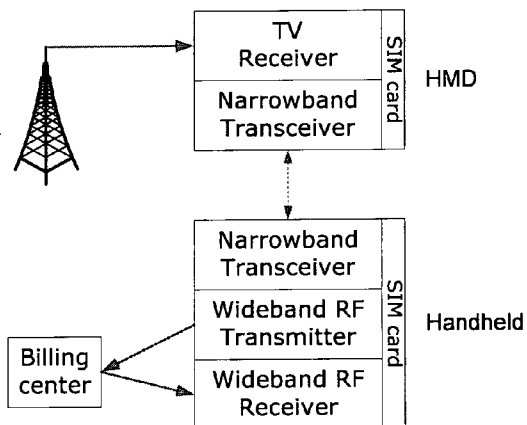 TV
Receiver
SIM card
HMD
Narrowband
Transceiver
Narrowband
Transceiver
SIM card
Wideband RF
Transmitter
Handheld
Billing
center
Wideband RF
Receiver